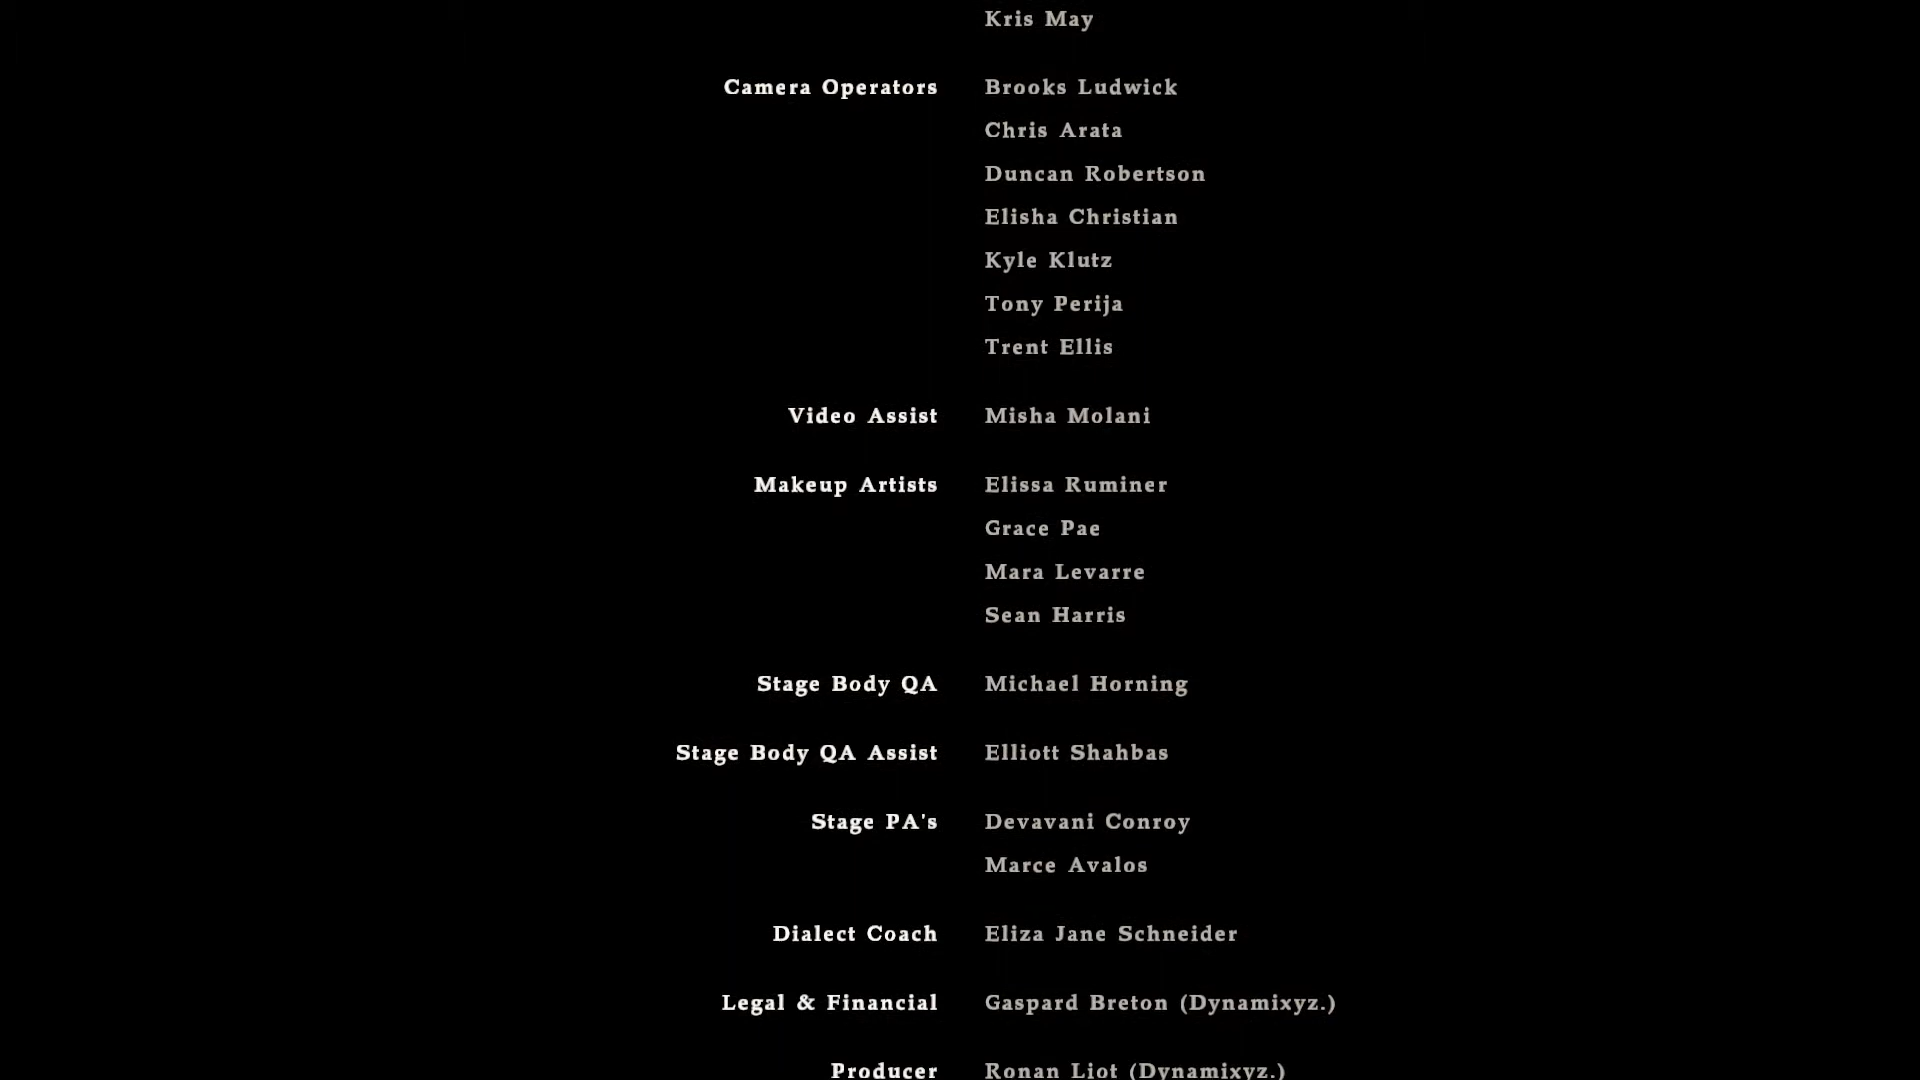 Kris May
Camera Operators Brooks Ludwick
Chris Arata
Duncan Robertson
Elisha Christian
Kyle Klutz
Tony Perija
Trent Ellis
Video Assist Misha Molani
Makeup Artists Elissa Ruminer
Grace Pae
Mara Levarre
Sean Harris
Stage Body QA Michael Horning
Stage Body QA Assist Elliott Shahbas
Stage PA's Devavani Conroy
Marce Avalos
Dialect Coach Eliza Jane Schneider
Legal & Financial Gaspard Breton (Dynamixyz.)
Producer Ronan Liot (Dynamixyz.)